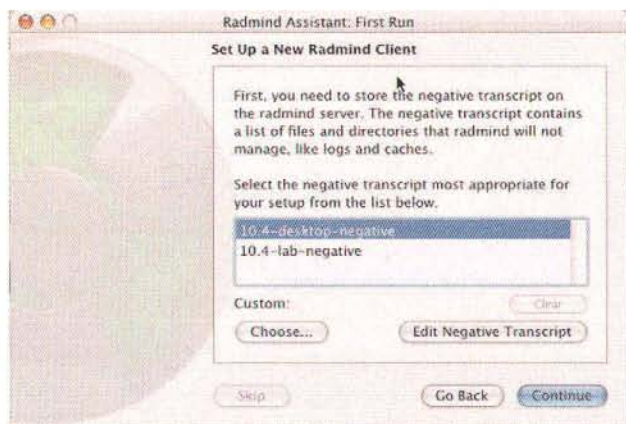 Radmind Assistant: First Run
Set Up a New Radmind Client
First, you need to store the negative transcript on
the radmind server. The negative transcript contains
a list of files and directories that radmind will not
manage, like logs and caches.
Select the negative transcript most appropriate for
your setup from the list below.
10.4-desktop-negative
10.4-lab-negative
Custom:
Clear
Choose...
Edit Negative Transcript
Skip
Go Back
Continue